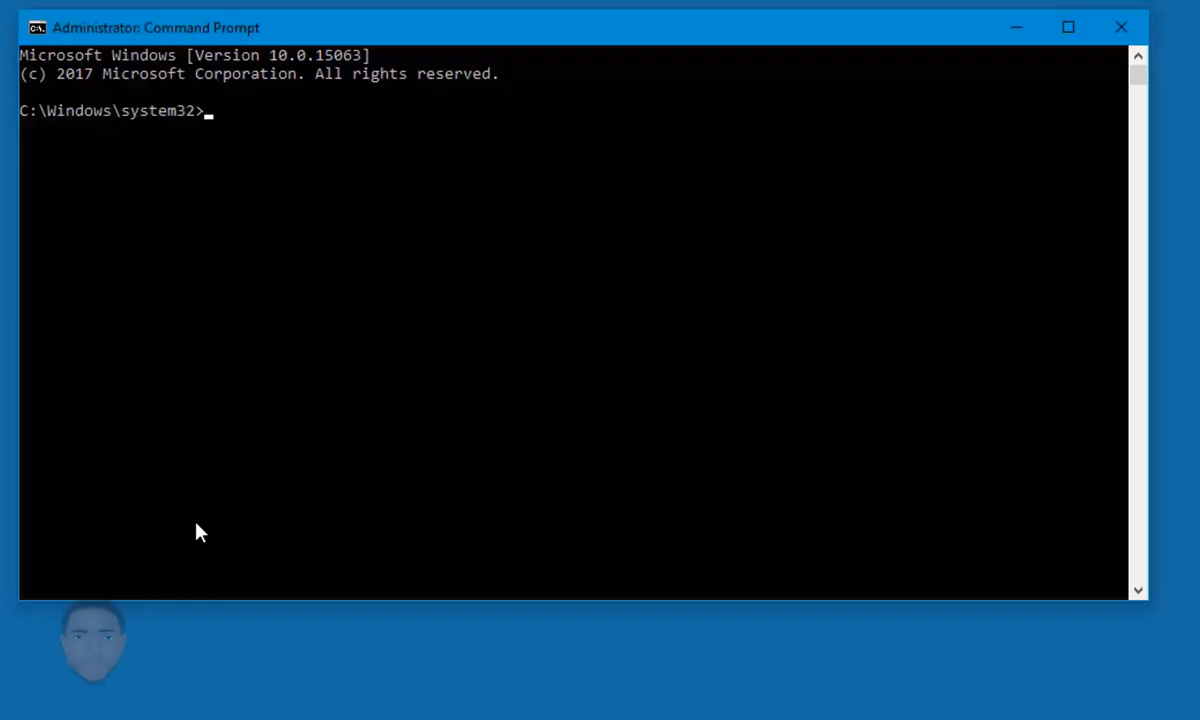 Administrator: Command Prompt
Microsoft Windows [Version 10.0.15063]
(c) 2017 Microsoft Corporation. All rights reserved.
C:\Windows\system32>